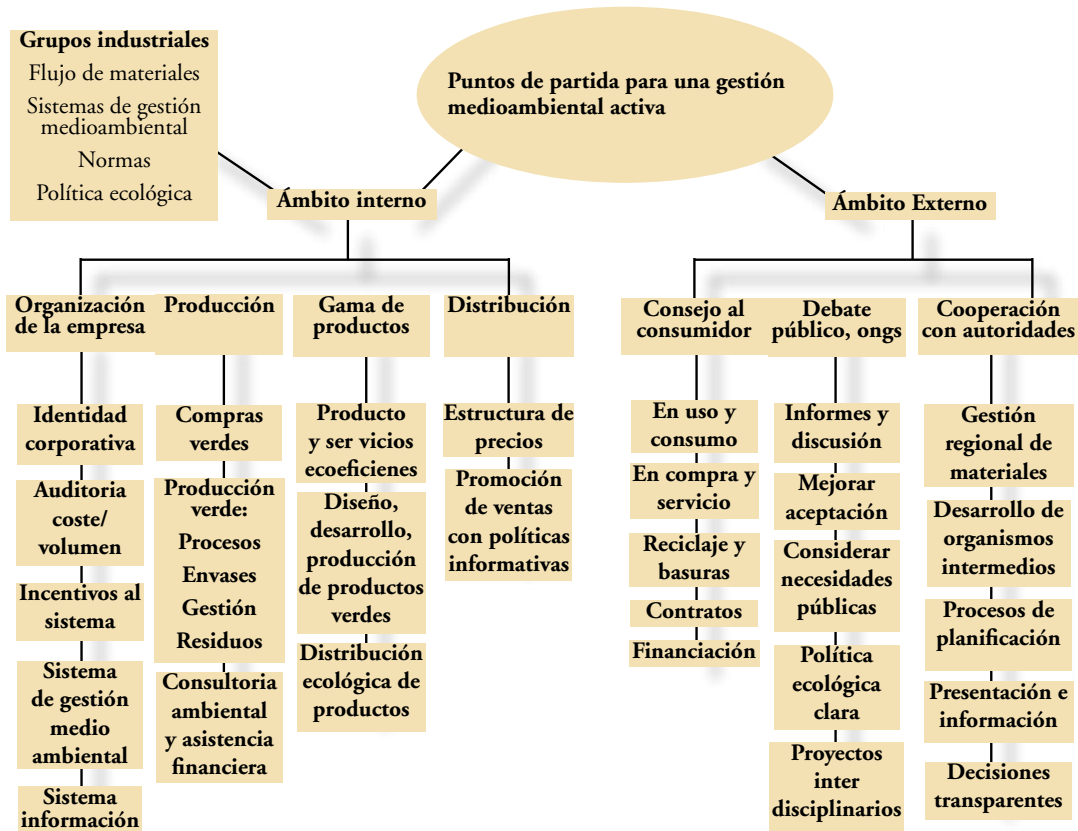 Grupos industriales
Flujo de materiales
Sistemas de gestión
medioambiental
Normas
Política ecológica
Puntos de partida para una gestión
medioambiental activa
Ámbito interno
Ámbito Externo
Organización
de la empresa
Identidad
corporativa
Auditoria
coste/
volumen
Incentivos al
sistema
Sistema
de gestión
medio
ambiental
Sistema
información
Producción
Compras
verdes
Producción
verde:
Procesos
Envases
Gestión
Residuos
Consultoria
ambiental
y asistencia
financiera
Gama de
productos
Producto
y ser vicios
ecoeficienes
Diseño,
desarrollo,
producción
de productos
verdes
Distribución
ecológica de
productos
Distribución
Estructura de
precios
Promoción
de ventas
con políticas
informativas
Consejo al
consumidor
En uso y
consumo
En compra y
servicio
Reciclaje y
basuras
Contratos
Financiación
Debate
público, ongs
Informes y
discusión
Mejorar
aceptación
Considerar
necesidades
públicas
Política
ecológica
clara
Proyectos
inter
disciplinarios
Cooperación
con autoridades
Gestión
regional de
materiales
Desarrollo de
organismos
intermedios
Procesos de
planificación
Presentación e
información
Decisiones
transparentes